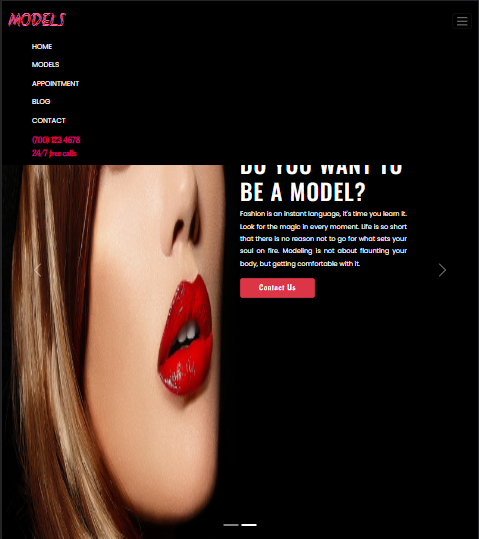 MODELS
HOME
MODELS
APPOINTMENT
BLOG
CONTACT
(700) 123 4678
24/7 free calls
DO YOU WANT TO
BE A MODEL?
Fashion is an instant language, it's time you learn it.
Look for the magic in every moment. Life is so short
that there is no reason not to go for what sets your
soul on fire. Modeling is not about flaunting your
body, but getting comfortable with it.
Contact Us